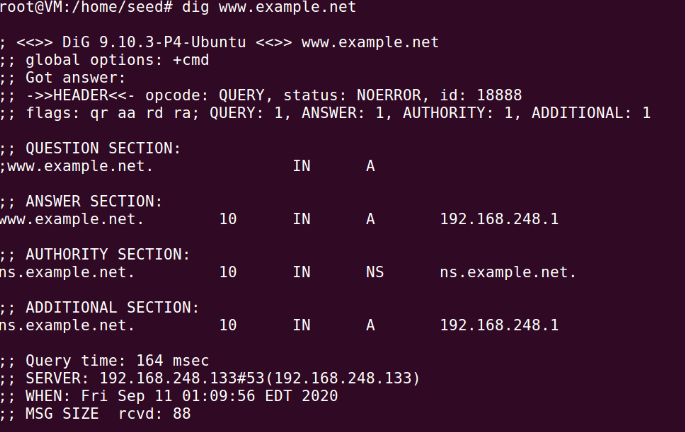 root@VM:/home/seed# dig www.example.net
; <<>> DiG 9.10.3-P4-Ubuntu <<>> www.example.net
;; global options: +cmd
;; Got answer:
;; ->>HEADER<<- opcode: QUERY, status: NOERROR, id: 18888
;; flags: qr aa rd ra; QUERY: 1, ANSWER: 1, AUTHORITY: 1, ADDITIONAL: 1
;; QUESTION SECTION:
;www.example.net. IN A
;; ANSWER SECTION:
www.example.net. 10 IN A 192.168.248.1
;; AUTHORITY SECTION:
ns.example.net. 10 IN NS ns.example.net.
;; ADDITIONAL SECTION:
ns.example.net. 10 IN A 192.168.248.1
;; Query time: 164 msec
;; SERVER: 192.168.248.133#53(192.168.248.133)
;; WHEN: Fri Sep 11 01:09:56 EDT 2020
;; MSG SIZE rcvd: 88